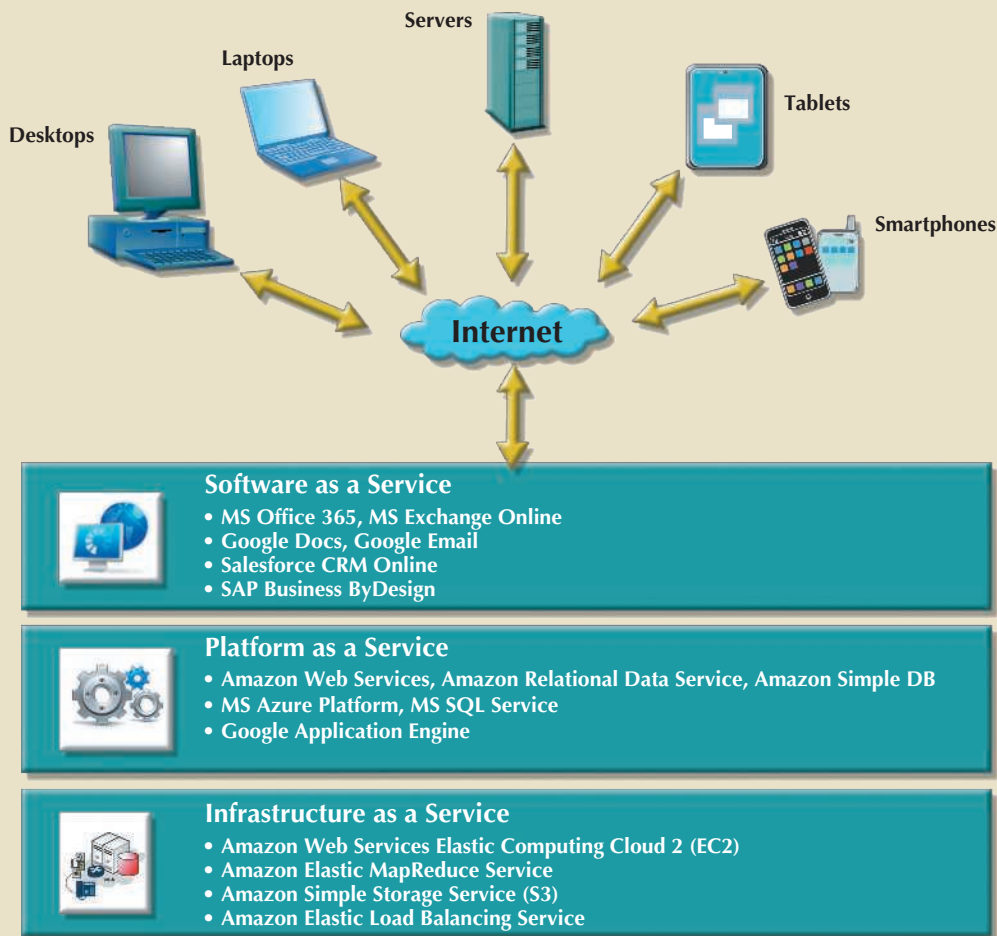 Servers
Laptops
Tablets
Desktops
Smartphones
Internet
Software as a Service
• MS Office 365, MS Exchange Online
• Google Docs, Google Email
• Salesforce CRM Online
• SAP Business ByDesign
Platform as a Service
• Amazon Web Services, Amazon Relational Data Service, Amazon Simple DB
• MS Azure Platform, MS SQL Service
• Google Application Engine
Infrastructure as a Service
• Amazon Web Services Elastic Computing Cloud 2 (EC2)
• Amazon Elastic MapReduce Service
• Amazon Simple Storage Service (S3)
• Amazon Elastic Load Balancing Service